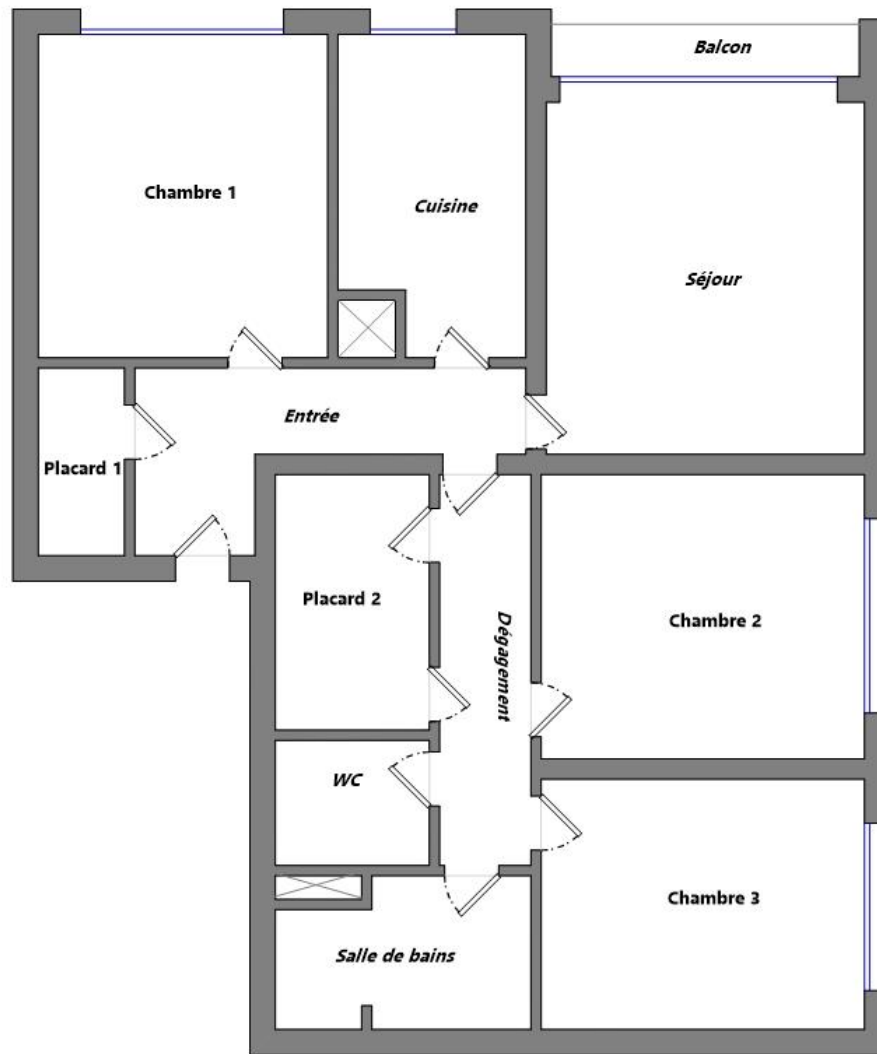 Balcon
Chambre 1
Cuisine
Séjour
Entrée
Placard 1
Placard 2
Dégagement
Chambre 2
WC
Chambre 3
Salle de bains